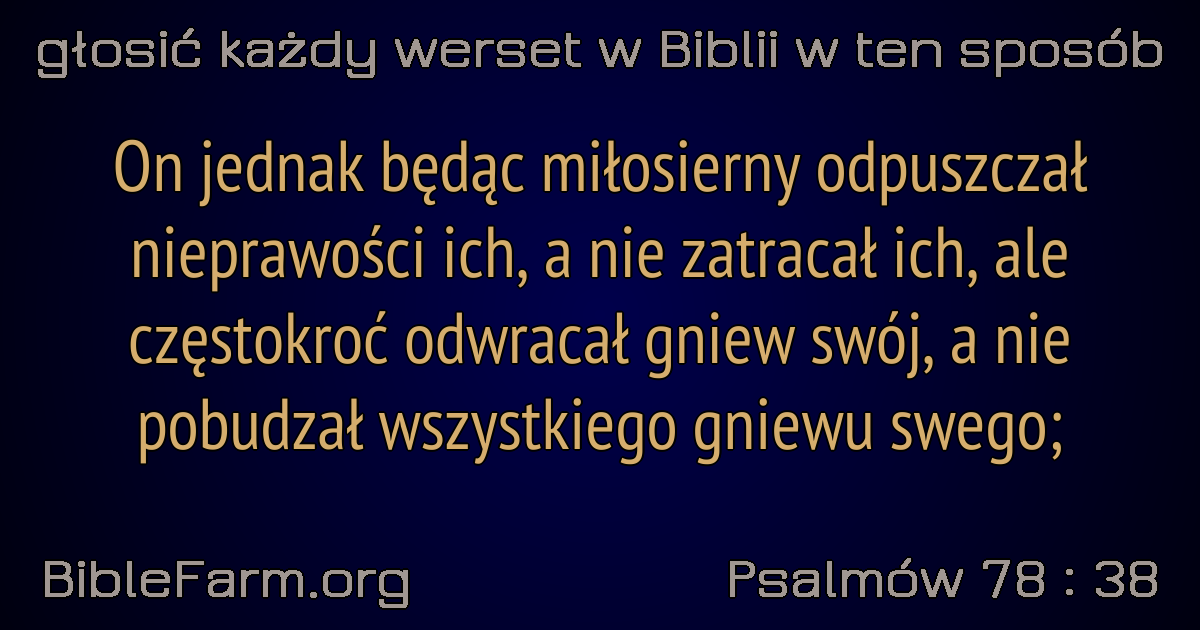 głosić każdy werset w Biblii w ten sposób
On jednak będąc miłosierny odpuszczał
nieprawości ich, a nie zatracał ich, ale
częstokroć odwracał gniew swój, a nie
pobudzał wszystkiego gniewu swego;
BibleFarm.org
Psalmów 78 : 38